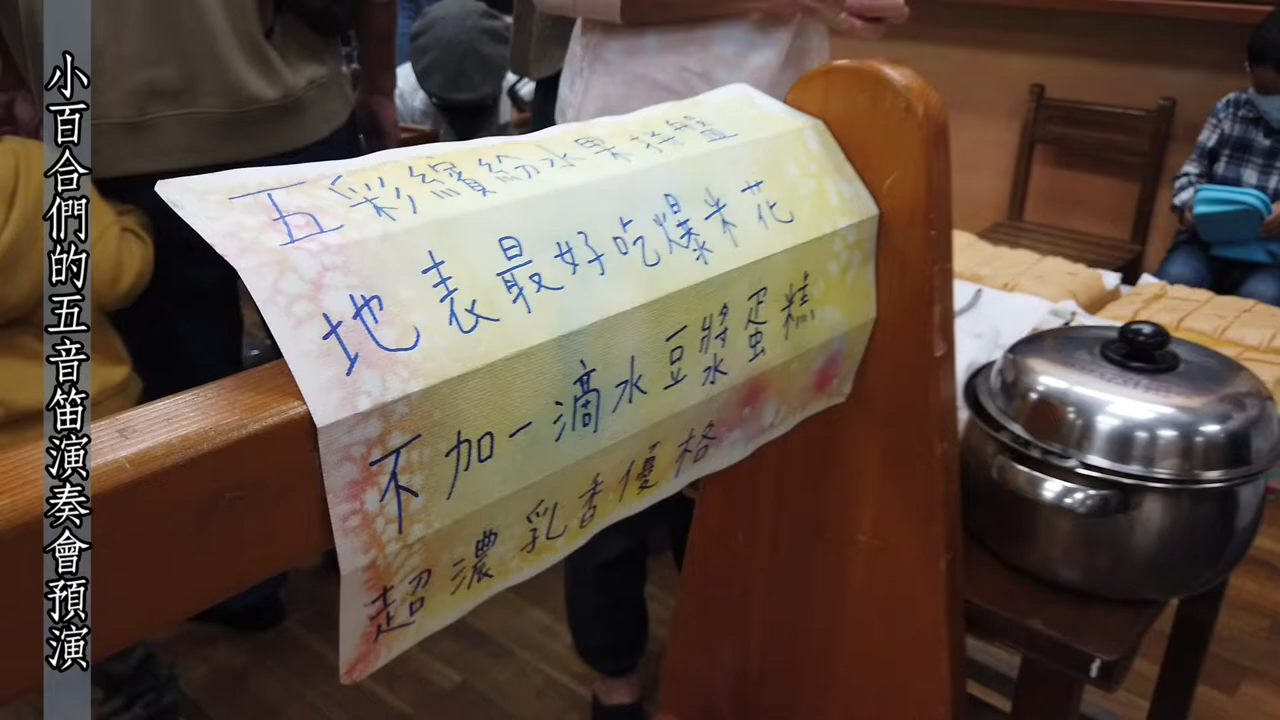 小百合們的五音笛演奏會預演
五彩繽紛水果拼盤
地表最好吃爆米花
不加一滴水豆漿蛋糕
超濃乳香優格